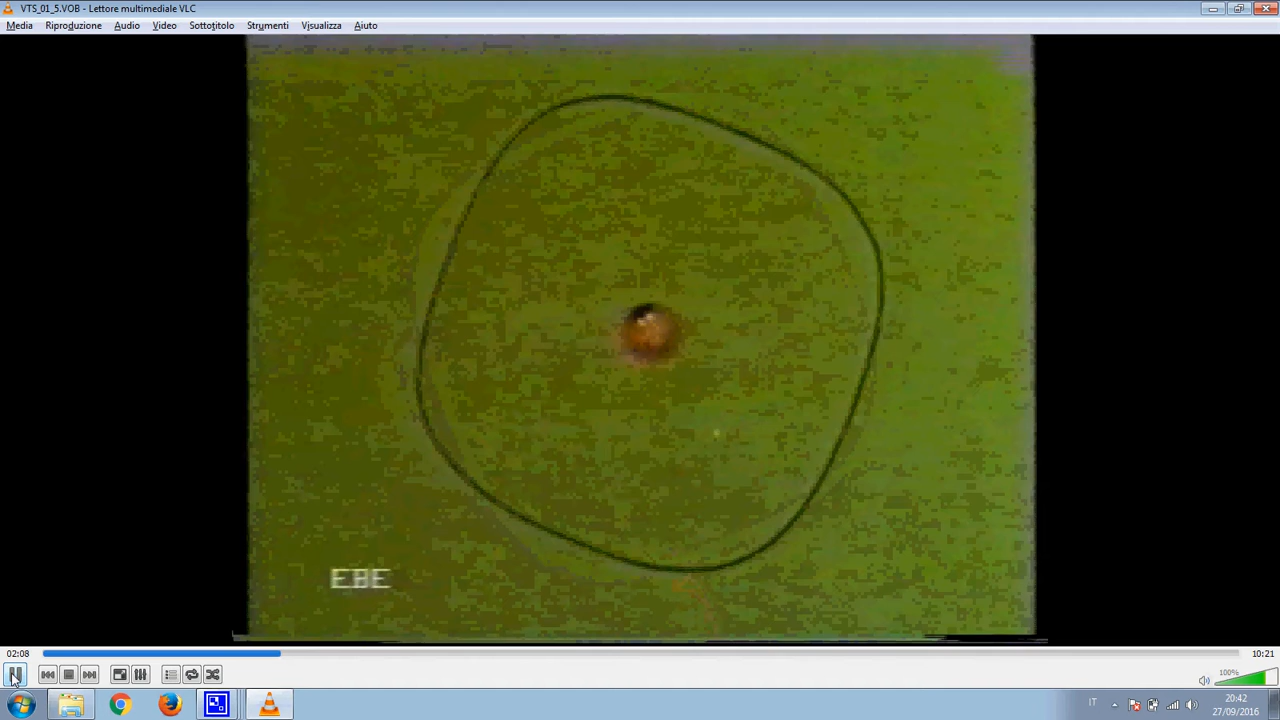 VTS_01_5.VOB - Lettore multimediale VLC
Media Riproduzione Audio Video Sottotitolo Strumenti Visualizza Aiuto
EBE
02:08
10:21
100%
IT
20:42
27/09/2016